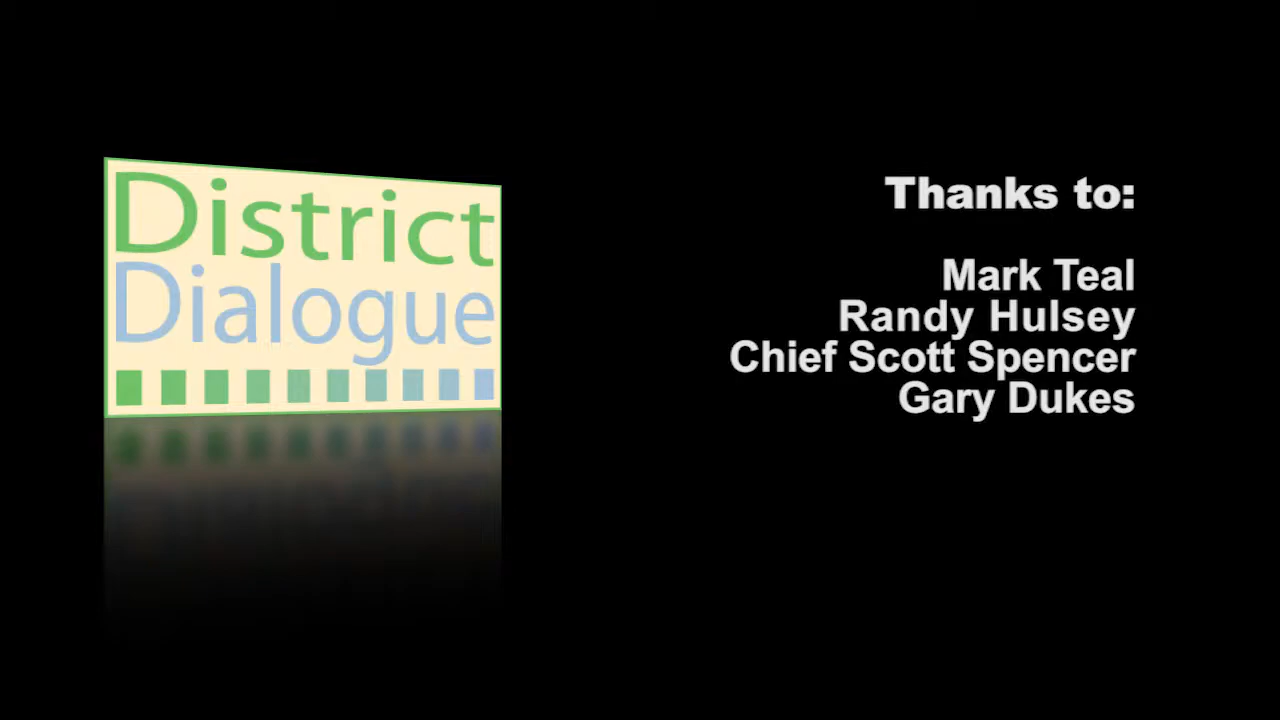 District
Dialogue
Thanks to:
Mark Teal
Randy Hulsey
Chief Scott Spencer
Gary Dukes